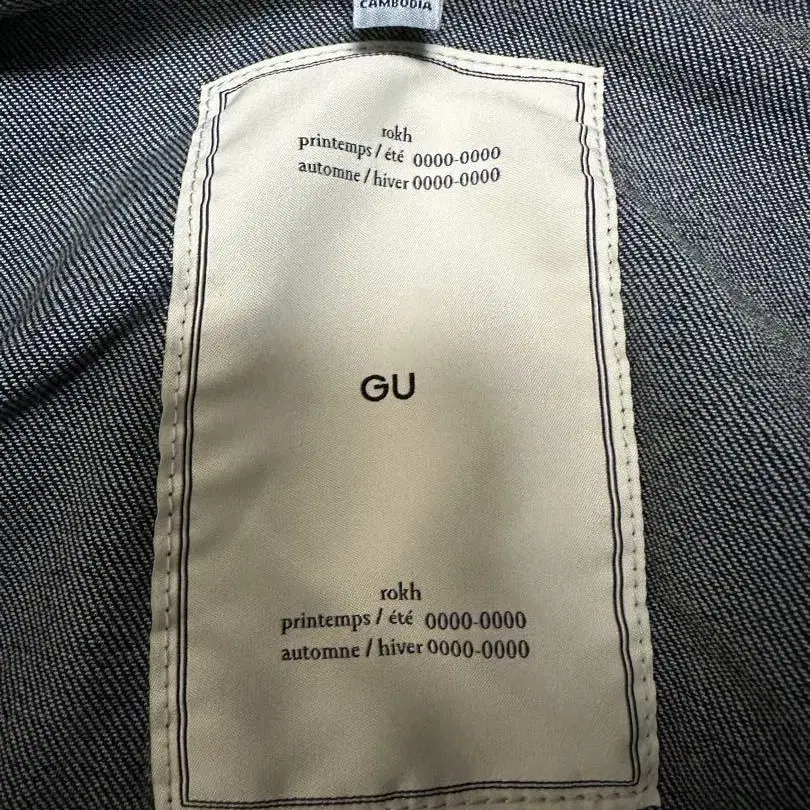 CAMBODIA
rokh
printemps / été 0000-0000
automne / hiver 0000-0000
GU
rokh
printemps / été 0000-0000
automne / hiver 0000-0000